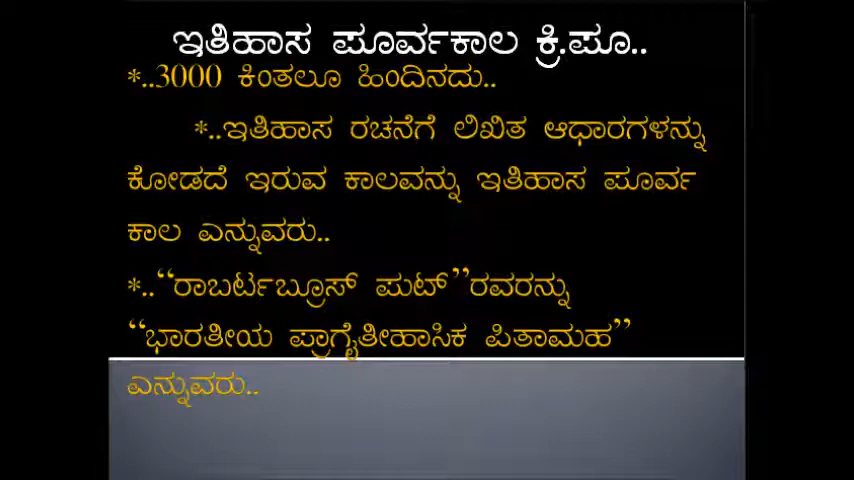 ಇತಿಹಾಸ ಪೂರ್ವಕಾಲ ಕ್ರಿ.ಪೂ..
*..3000 ಕಿಂತಲೂ ಹಿಂದಿನದು..
*..ಇತಿಹಾಸ ರಚನೆಗೆ ಲಿಖಿತ ಆಧಾರಗಳನ್ನು
ಕೋಡದೆ ಇರುವ ಕಾಲವನ್ನು ಇತಿಹಾಸ ಪೂರ್ವ
ಕಾಲ ಎನ್ನುವರು..
*..“ರಾಬರ್ಟಬ್ರೂಸ್ ಪುಟ್”ರವರನ್ನು
“ಭಾರತೀಯ ಪ್ರಾಗೈತೀಹಾಸಿಕ ಪಿತಾಮಹ”
ಎನ್ನುವರು..